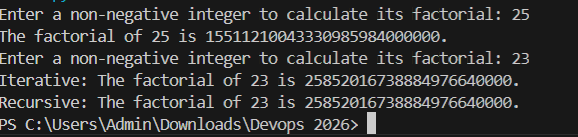 Enter a non-negative integer to calculate its factorial: 25
The factorial of 25 is 15511210043330985984000000.
Enter a non-negative integer to calculate its factorial: 23
Iterative: The factorial of 23 is 25852016738884976640000.
Recursive: The factorial of 23 is 25852016738884976640000.
PS C:\Users\Admin\Downloads\Devops 2026>